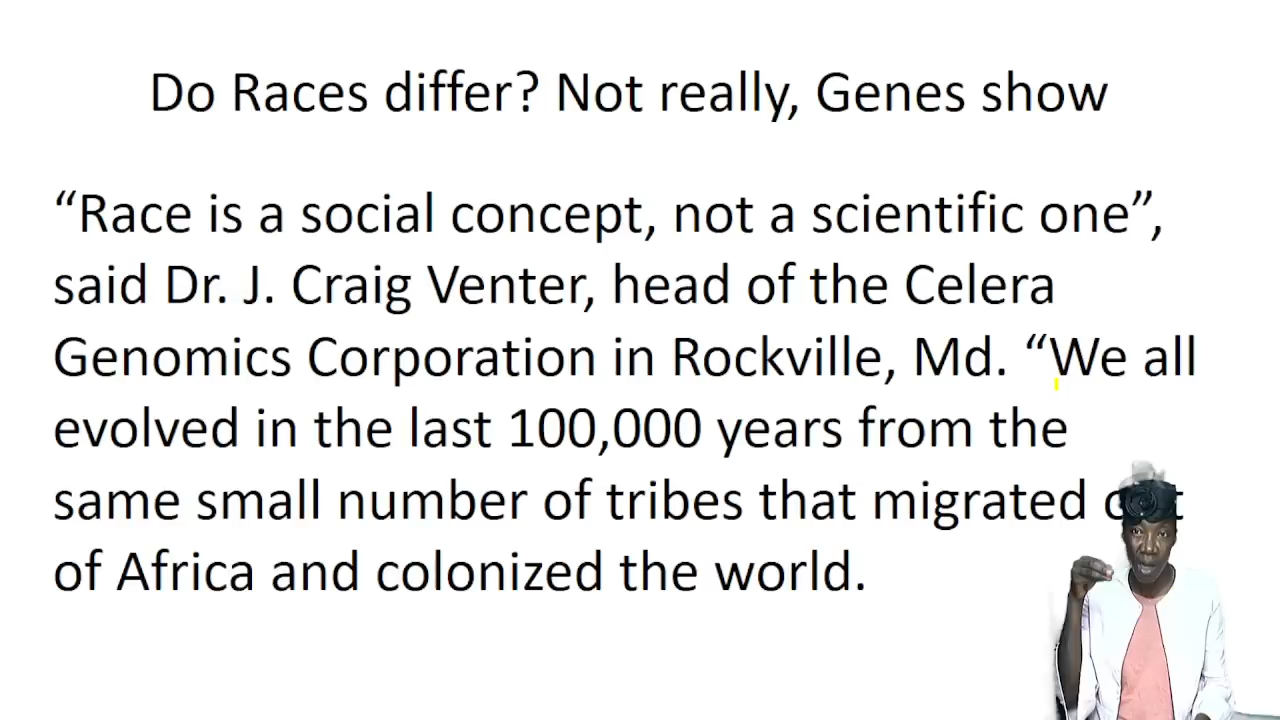 Do Races differ? Not really, Genes show
“Race is a social concept, not a scientific one”,
said Dr. J. Craig Venter, head of the Celera
Genomics Corporation in Rockville, Md. “We all
evolved in the last 100,000 years from the
same small number of tribes that migrated out
of Africa and colonized the world.